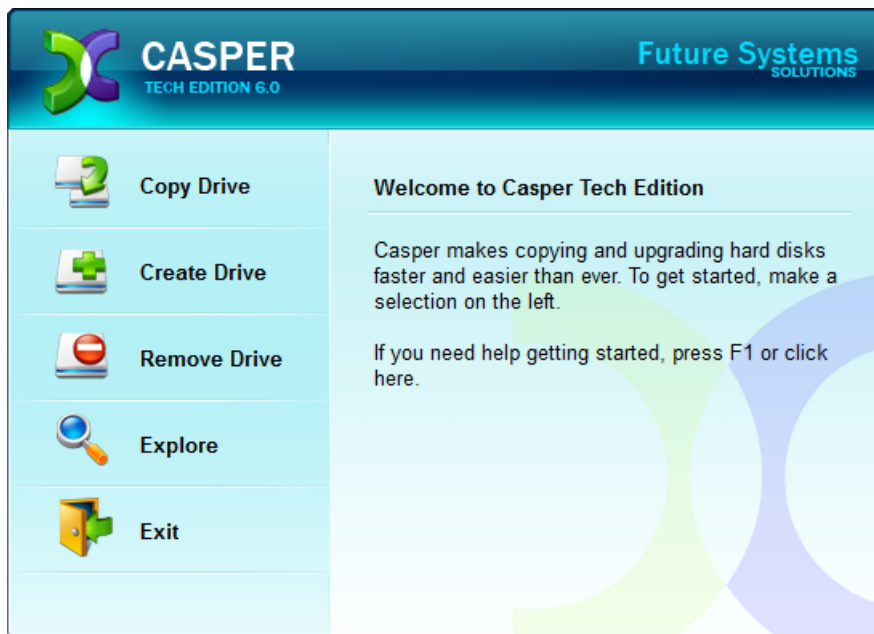 CASPER
TECH EDITION 6.0
Future Systems
SOLUTIONS
Copy Drive
Create Drive
Remove Drive
Explore
Exit
Welcome to Casper Tech Edition
Casper makes copying and upgrading hard disks
faster and easier than ever. To get started, make a
selection on the left.
If you need help getting started, press F1 or click
here.